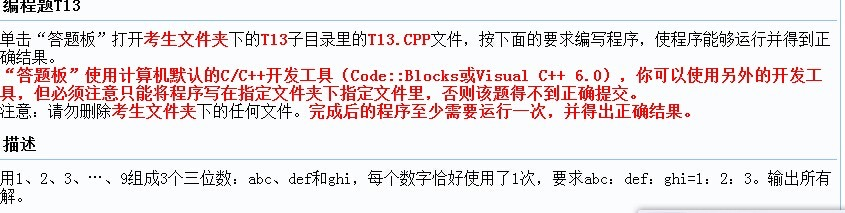 编程题T13
单击“答题板”打开考生文件夹下的T13子目录里的T13.CPP文件，按下面的要求编写程序，使程序能够运行并得到正
确结果。
“答题板”使用计算机默认的C/C++开发工具（Code::Blocks或Visual C++ 6.0），你可以使用另外的开发工
具，但必须注意只能将程序写在指定文件夹下指定文件里，否则该题得不到正确提交。
注意：请勿删除考生文件夹下的任何文件。完成后的程序至少需要运行一次，并得出正确结果。
描述
用1、2、3、…、9组成3个三位数：abc、def和ghi，每个数字恰好使用了1次，要求abc：def：ghi=1：2：3。输出所有
解。